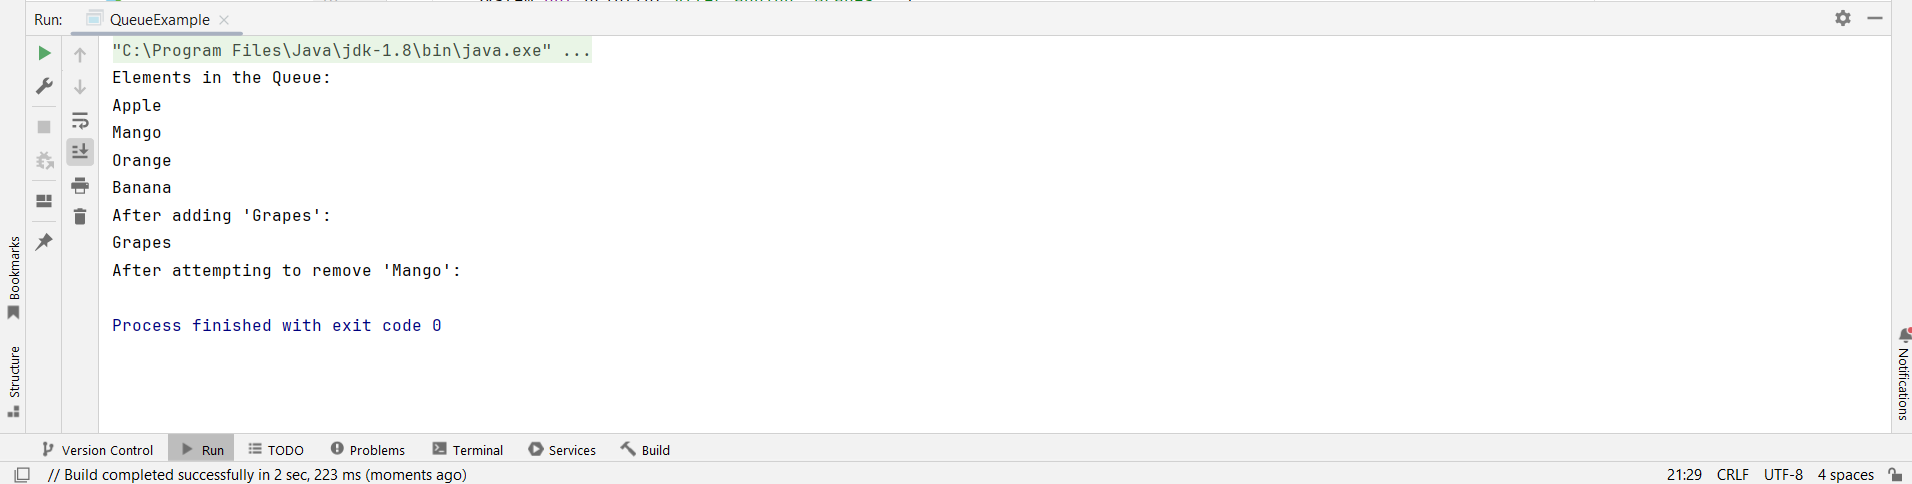 Run: QueueExample
"C:\Program Files\Java\jdk-1.8\bin\java.exe" ...
Elements in the Queue:
Apple
Mango
Orange
Banana
After adding 'Grapes':
Grapes
After attempting to remove 'Mango':
Process finished with exit code 0
Bookmarks
Structure
Notifications
Version Control Run TODO Problems Terminal Services Build
// Build completed successfully in 2 sec, 223 ms (moments ago) 21:29 CRLF UTF-8 4 spaces